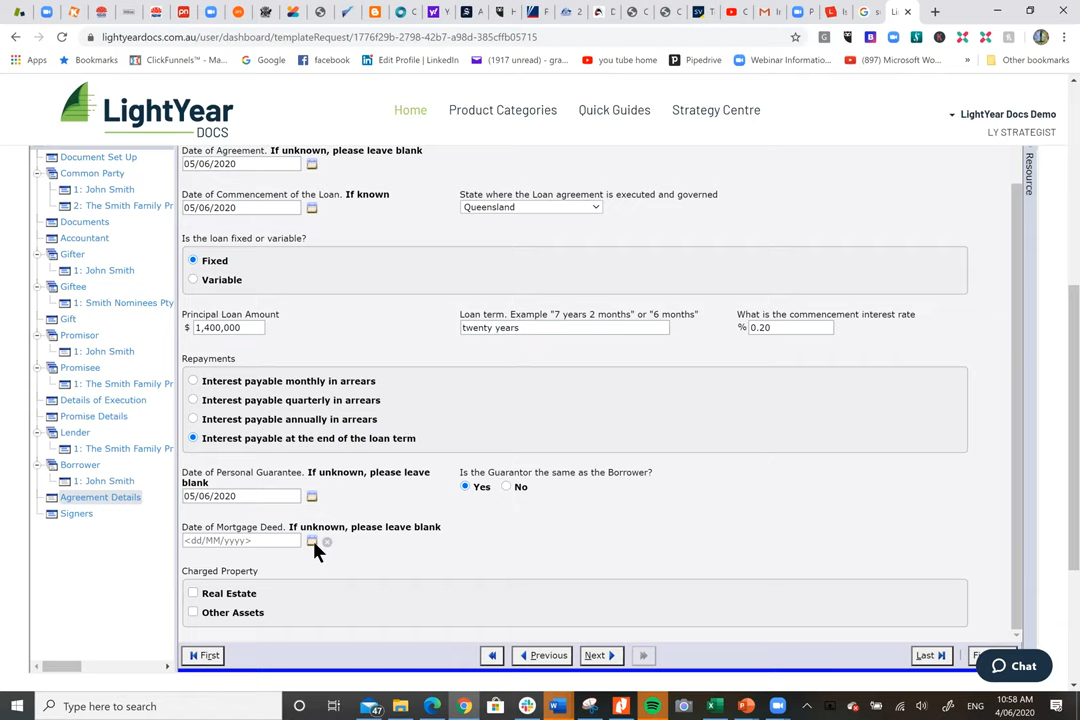 lightyeardocs.com.au/user/dashboard/templateRequest/1776f29b-2798-42b7-a98d-385cffb05715
Apps
Bookmarks
ClickFunnels™ - Ma...
Google
facebook
Edit Profile | LinkedIn
(1917 unread) - gra...
you tube home
Pipedrive
Webinar Informatio...
(897) Microsoft Wo...
»
Other bookmarks
LightYear
DOCS
Home
Product Categories
Quick Guides
Strategy Centre
LightYear Docs Demo
LY STRATEGIST
Document Set Up
Common Party
1: John Smith
2: The Smith Family Pr
Documents
Accountant
Gifter
1: John Smith
Giftee
1: Smith Nominees Pty
Gift
Promisor
1: John Smith
Promisee
1: The Smith Family Pr
Details of Execution
Promise Details
Lender
1: The Smith Family Pr
Borrower
1: John Smith
Agreement Details
Signers
Date of Agreement. If unknown, please leave blank
05/06/2020
Date of Commencement of the Loan. If known
05/06/2020
State where the Loan agreement is executed and governed
Queensland
Is the loan fixed or variable?
Fixed
Variable
Principal Loan Amount
$ 1,400,000
Loan term. Example "7 years 2 months" or "6 months"
twenty years
What is the commencement interest rate
% 0.20
Repayments
Interest payable monthly in arrears
Interest payable quarterly in arrears
Interest payable annually in arrears
Interest payable at the end of the loan term
Date of Personal Guarantee. If unknown, please leave
blank
05/06/2020
Is the Guarantor the same as the Borrower?
Yes No
Date of Mortgage Deed. If unknown, please leave blank
<dd/MM/yyyy>
Charged Property
Real Estate
Other Assets
First
Previous
Next
Last
Resource
Chat
Type here to search
47
ENG
10:58 AM
4/06/2020